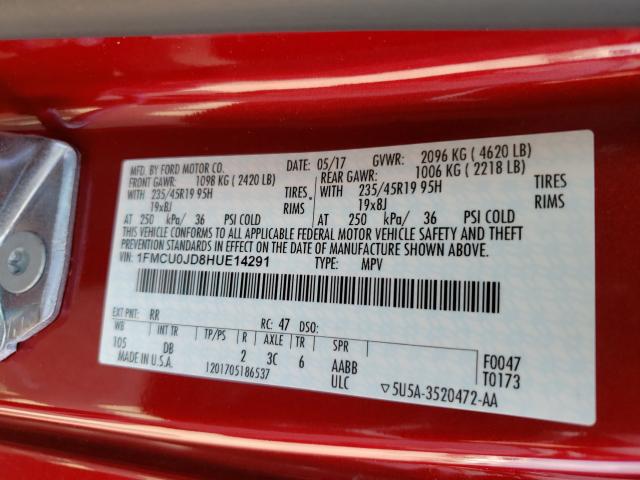 MFD. BY FORD MOTOR CO.
DATE: 05/17 GVWR: 2096 KG ( 4620 LB)
FRONT GAWR: 1098 KG ( 2420 LB)
REAR GAWR: 1006 KG ( 2218 LB)
WITH 235/45R19 95H TIRES
WITH 235/45R19 95H TIRES
19x8J RIMS
19x8J RIMS
AT 250 kPa/ 36 PSI COLD
AT 250 kPa/ 36 PSI COLD
THIS VEHICLE CONFORMS TO ALL APPLICABLE FEDERAL MOTOR VEHICLE SAFETY AND THEFT
PREVENTION STANDARDS IN EFFECT ON THE DATE OF MANUFACTURE SHOWN ABOVE.
VIN: 1FMCU0JD8HUE14291 TYPE: MPV
EXT PNT: RR RC: 47 DSO:
WB INT TR TP/PS R AXLE TR SPR
105 DB 2 3C 6 AABB F0047
MADE IN U.S.A. 1201705186537 ULC T0173
▽5U5A-3520472-AA